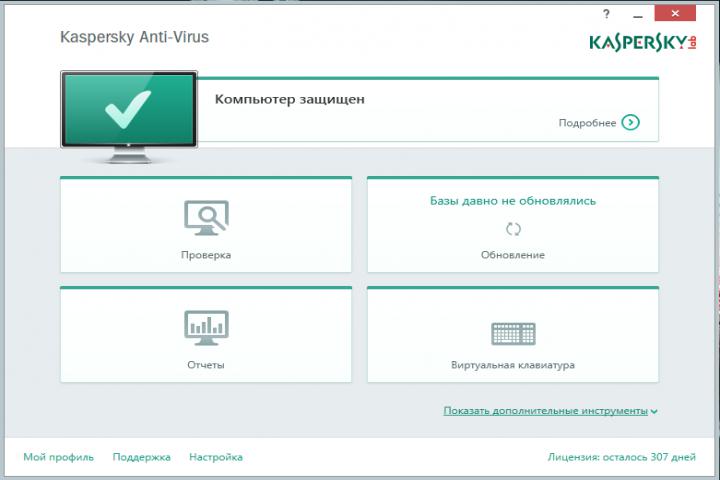 ?
Kaspersky Anti-Virus
KASPERSKY lab
Компьютер защищен
Подробнее
Проверка
Базы давно не обновлялись
Обновление
Отчеты
Виртуальная клавиатура
Показать дополнительные инструменты
Мой профиль Поддержка Настройка Лицензия: осталось 307 дней